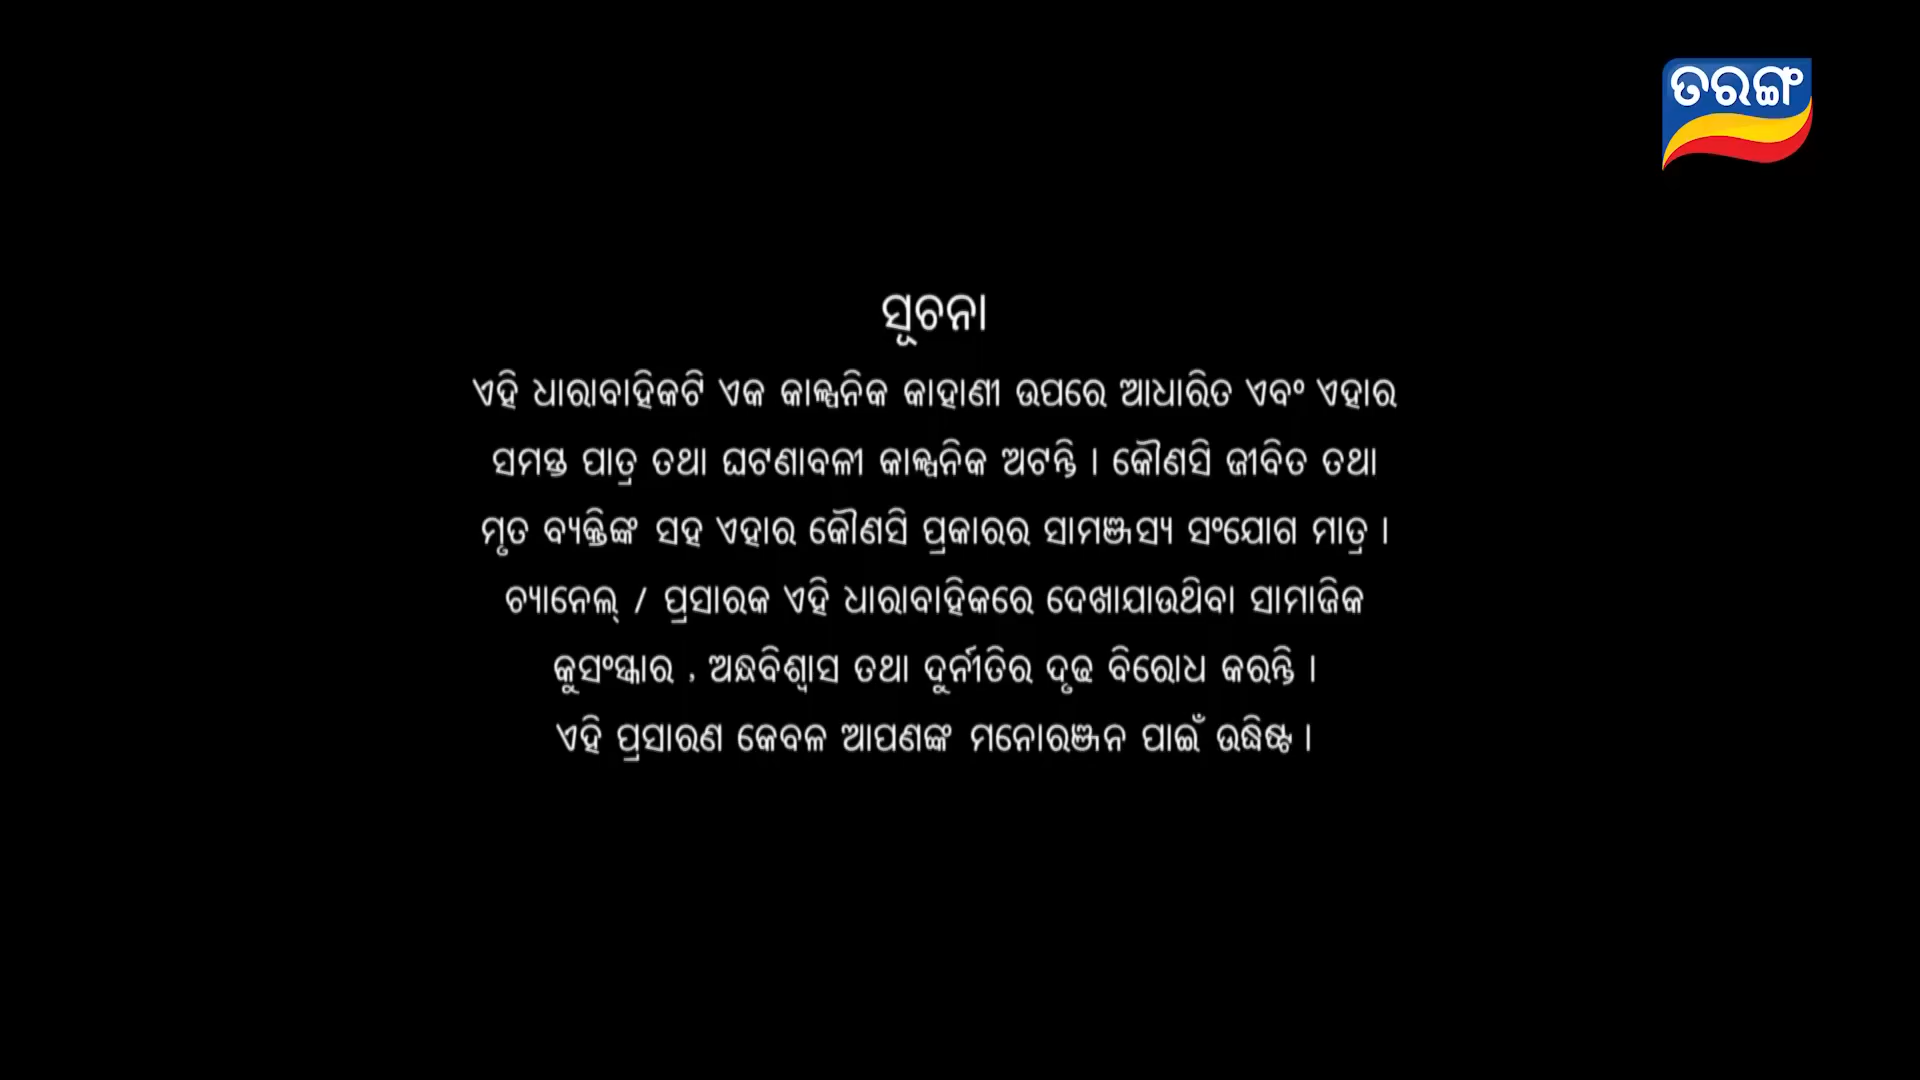 ତରଙ୍ଗ
ସୂଚନା
ଏହି ଧାରାବାହିକଟି ଏକ କାଳ୍ପନିକ କାହାଣୀ ଉପରେ ଆଧାରିତ ଏବଂ ଏହାର
ସମସ୍ତ ପାତ୍ର ତଥା ଘଟଣାବଳୀ କାଳ୍ପନିକ ଅଟନ୍ତି । କୌଣସି ଜୀବିତ ତଥା
ମୃତ ବ୍ୟକ୍ତିଙ୍କ ସହ ଏହାର କୌଣସି ପ୍ରକାରର ସାମଞ୍ଜସ୍ୟ ସଂଯୋଗ ମାତ୍ର ।
ଚ୍ୟାନେଲ୍ / ପ୍ରସାରକ ଏହି ଧାରାବାହିକରେ ଦେଖାଯାଉଥିବା ସାମାଜିକ
କୁସଂସ୍କାର , ଅନ୍ଧବିଶ୍ୱାସ ତଥା ଦୁର୍ନୀତିର ଦୃଢ ବିରୋଧ କରନ୍ତି ।
ଏହି ପ୍ରସାରଣ କେବଳ ଆପଣଙ୍କ ମନୋରଞ୍ଜନ ପାଇଁ ଉଦ୍ଧିଷ୍ଟ ।